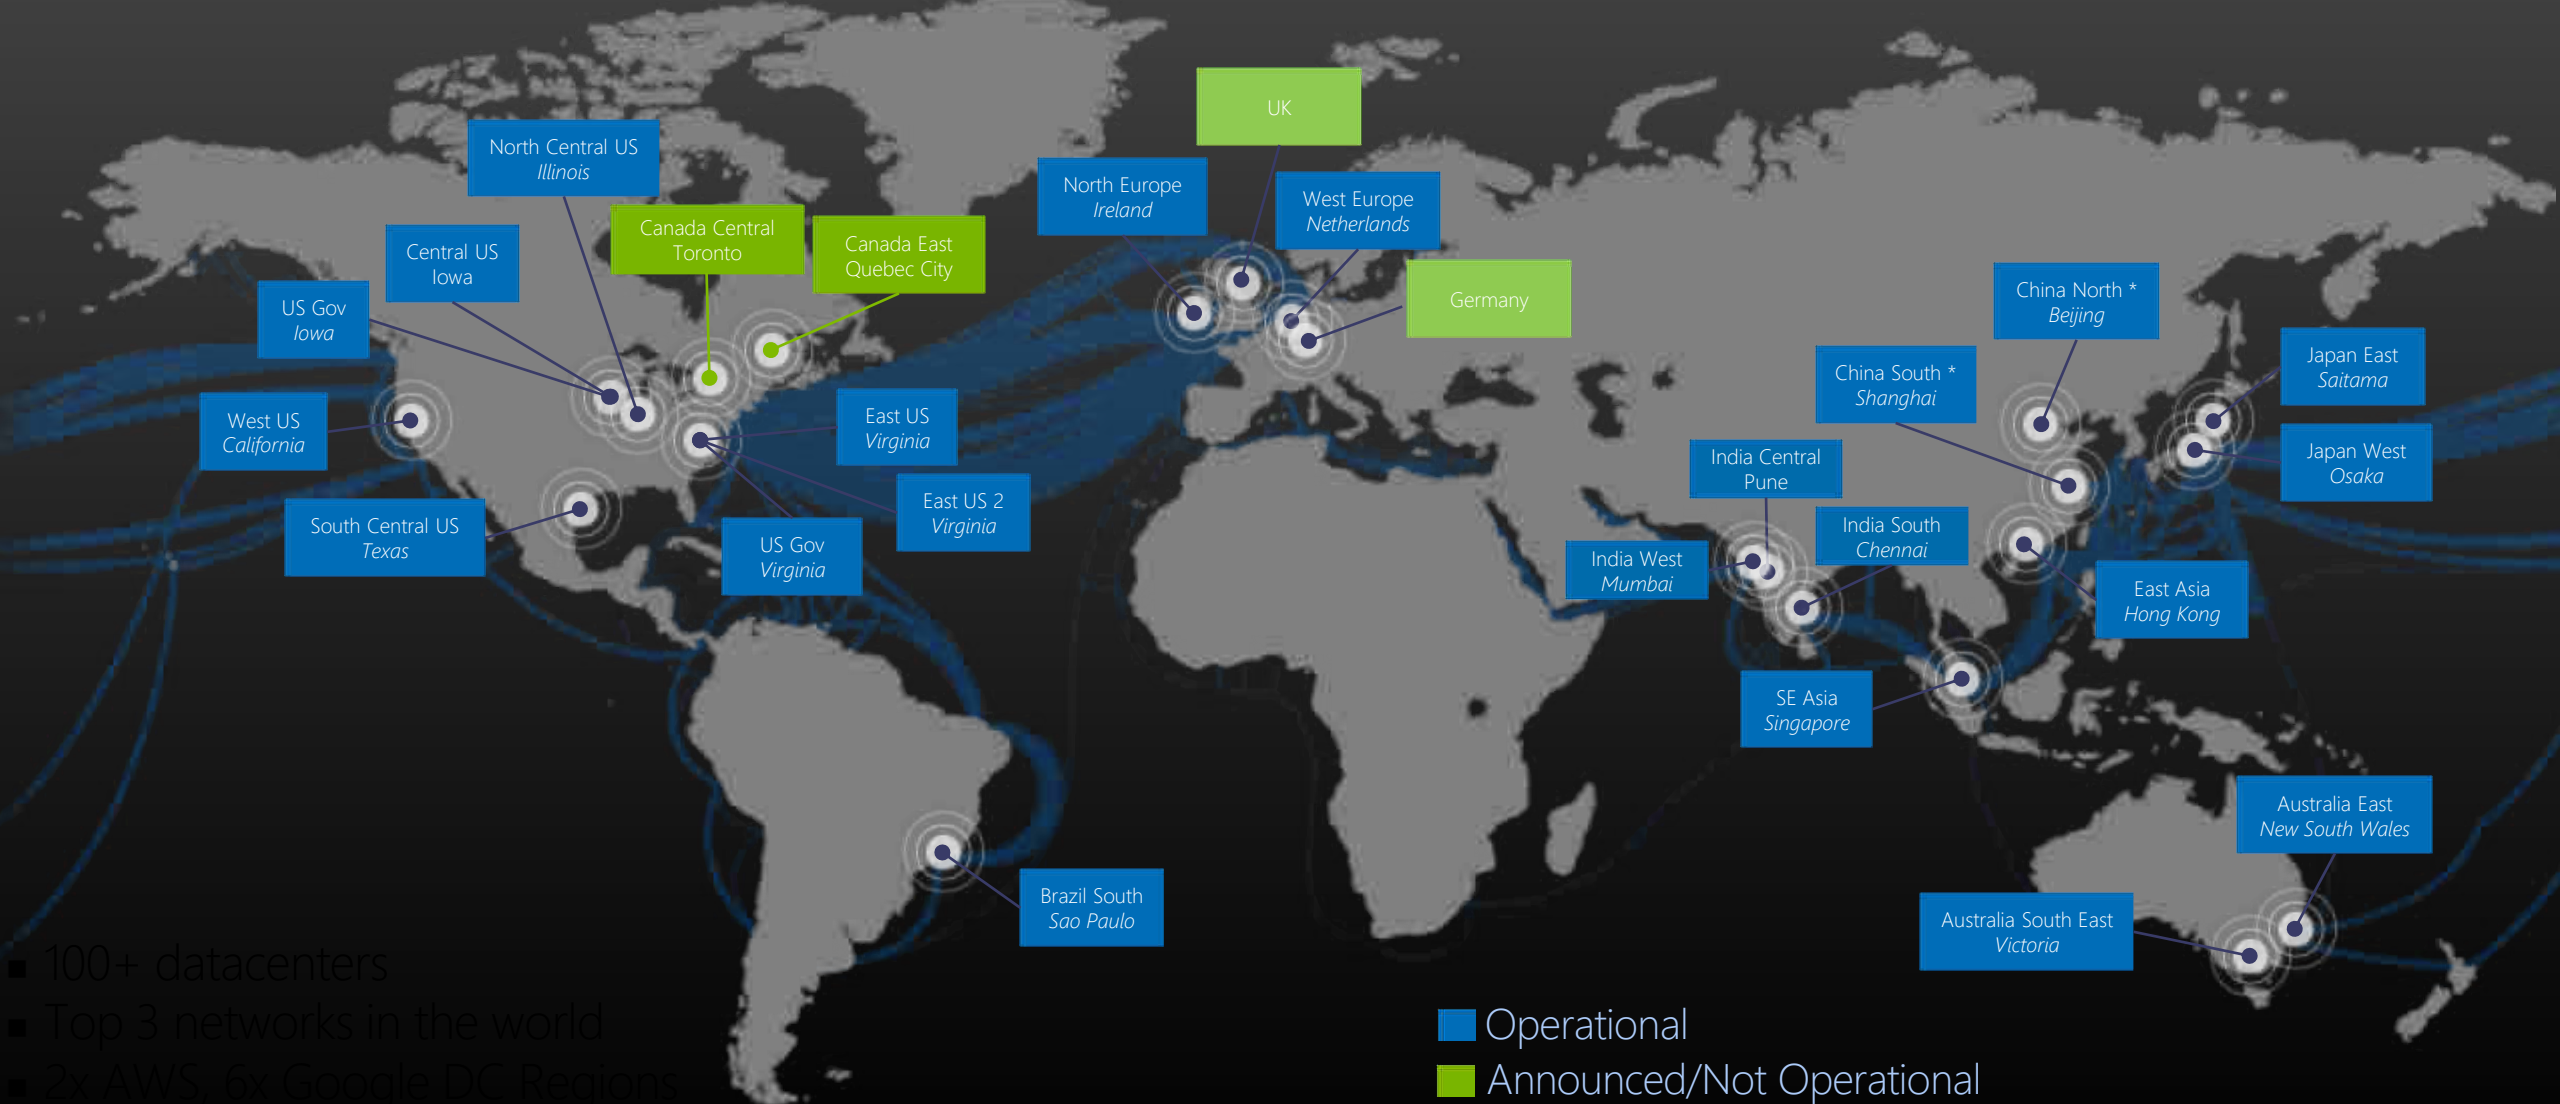 UK
North Central US
Illinois
North Europe
Ireland
West Europe
Netherlands
Canada Central
Toronto
Canada East
Quebec City
Central US
Iowa
US Gov
Iowa
Germany
China North *
Beijing
Japan East
Saitama
China South *
Shanghai
West US
California
East US
Virginia
Japan West
Osaka
India Central
Pune
East US 2
Virginia
South Central US
Texas
US Gov
Virginia
India South
Chennai
India West
Mumbai
East Asia
Hong Kong
SE Asia
Singapore
Australia East
New South Wales
Brazil South
Sao Paulo
Australia South East
Victoria
▪ 100+ datacenters
▪ Top 3 networks in the world
▪ 2x AWS, 6x Google DC Regions
Operational
Announced/Not Operational